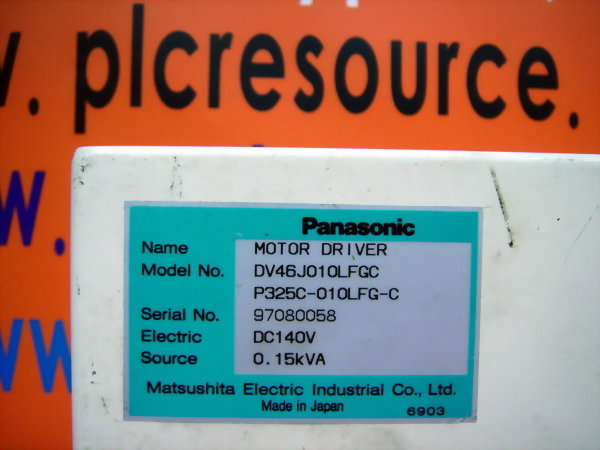 w. plcresource.
w.
ww
Panasonic
Name MOTOR DRIVER
Model No. DV46J010LFGC
P325C-010LFG-C
Serial No. 97080058
Electric DC140V
Source 0.15kVA
Matsushita Electric Industrial Co., Ltd.
Made in Japan 6903